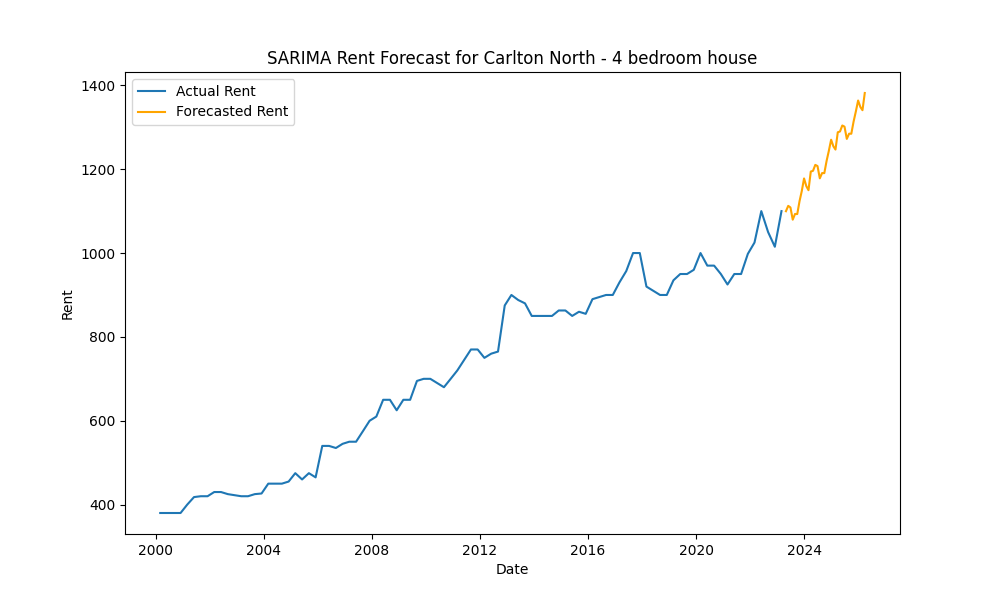 SARIMA Rent Forecast for Carlton North - 4 bedroom house
Actual Rent
Forecasted Rent
1400
1200
1000
800
600
400
Rent
2000 2004 2008 2012 2016 2020 2024
Date